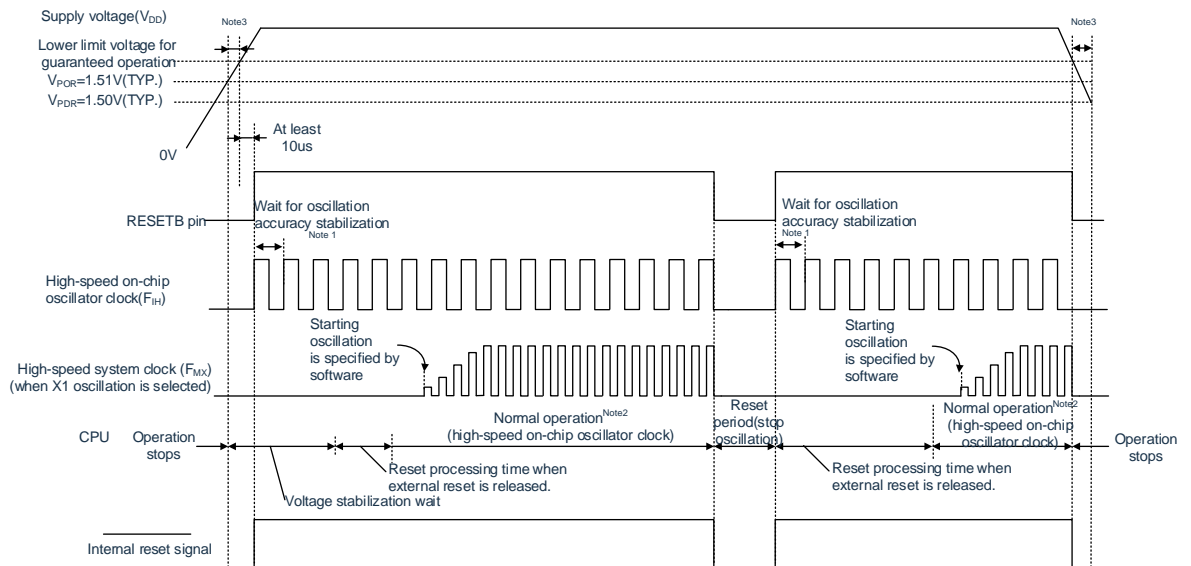 Supply voltage(VDD)
Note3
Note3
Lower limit voltage for
guaranteed operation
VPOR=1.51V(TYP.)
VPDR=1.50V(TYP.)
At least
10us
0V
RESETB pin
Wait for oscillation
accuracy stabilization
Note 1
Wait for oscillation
accuracy stabilization
Note 1
High-speed on-chip
oscillator clock(FIH)
Starting
oscillation
is specified by
software
Starting
oscillation
is specified by
software
High-speed system clock (FMX)
(when X1 oscillation is selected)
CPU
Operation
stops
Normal operationNote2
(high-speed on-chip oscillator clock)
Reset
period(stop
oscillation)
Normal operationNote2
(high-speed on-chip
oscillator clock)
Operation
stops
Reset processing time when
external reset is released.
Reset processing time when
external reset is released.
Voltage stabilization wait
Internal reset signal